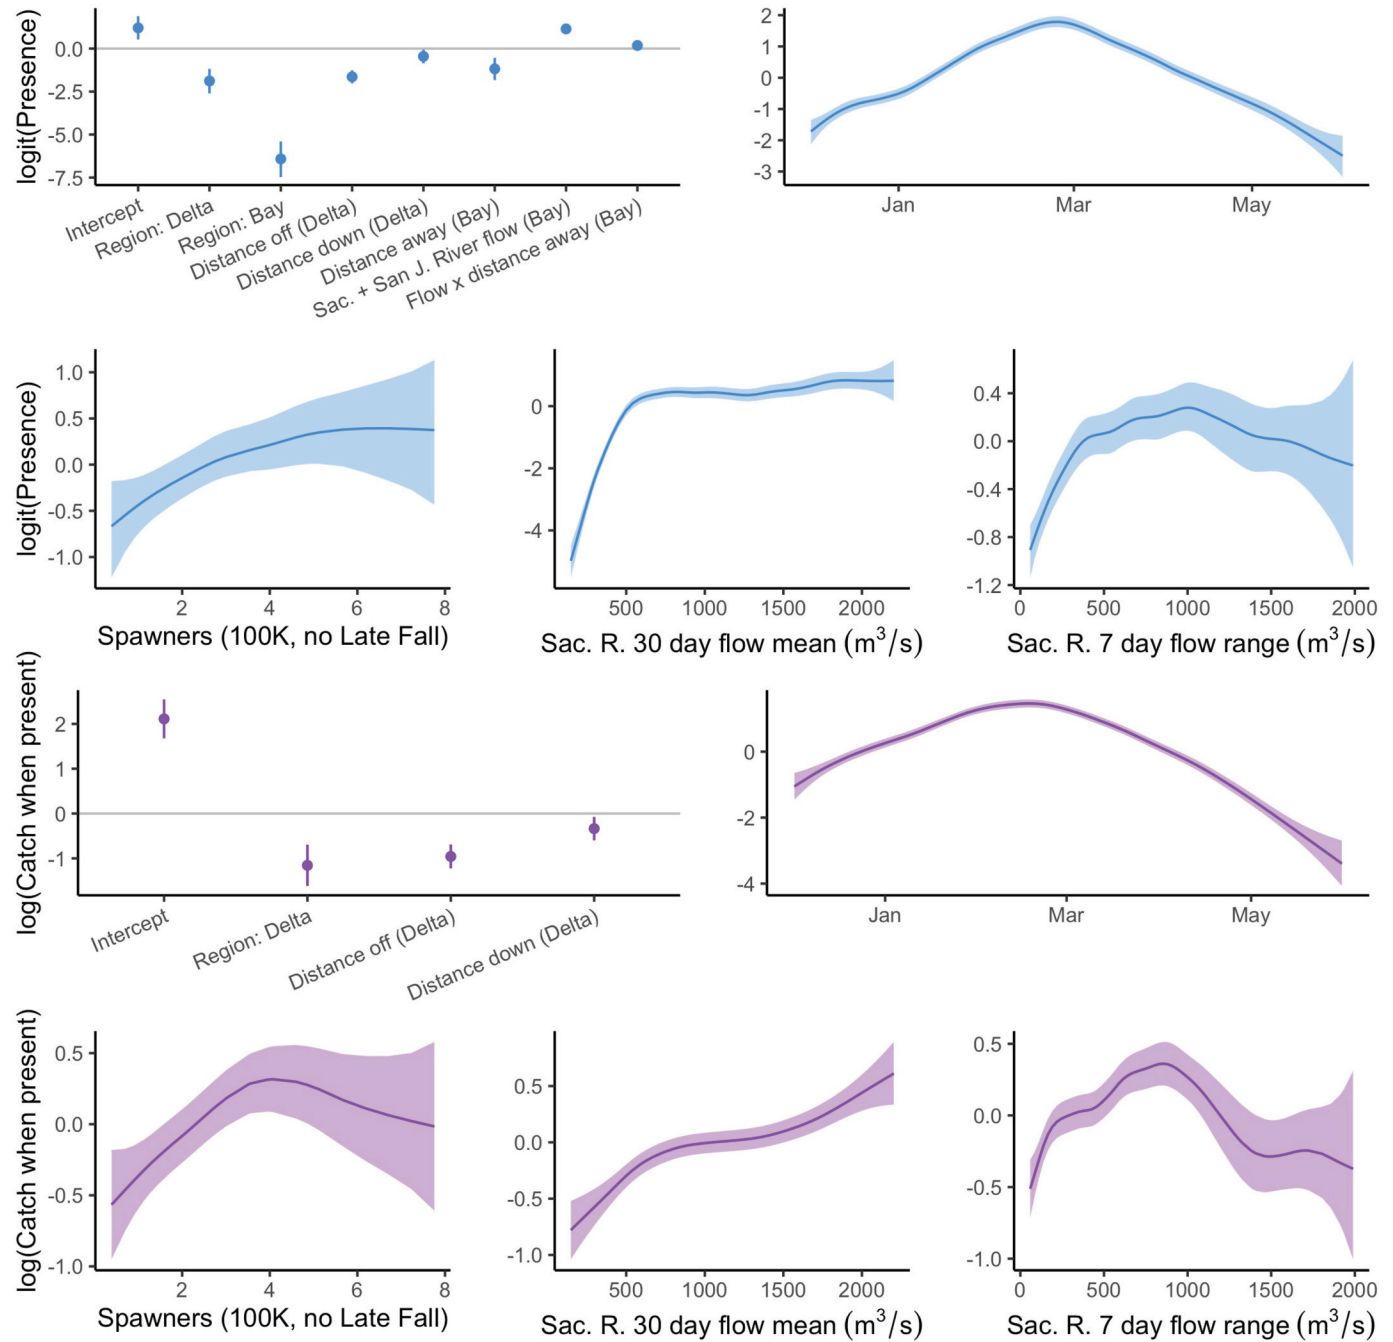 logit(Presence)
0.0
-2.5
-5.0
-7.5
Intercept
Region: Delta
Region: Bay
Distance off (Delta)
Distance down (Delta)
Distance away (Bay)
Sac. + San J. River flow (Bay)
Flow x distance away (Bay)
2
1
0
-1
-2
-3
Jan
Mar
May
logit(Presence)
1.0
0.5
0.0
-0.5
-1.0
2
4
6
8
Spawners (100K, no Late Fall)
0
-2
-4
500
1000
1500
2000
Sac. R. 30 day flow mean (m³/s)
0.4
0.0
-0.4
-0.8
-1.2
0
500
1000
1500
2000
Sac. R. 7 day flow range (m³/s)
log(Catch when present)
2
1
0
-1
Intercept
Region: Delta
Distance off (Delta)
Distance down (Delta)
0
-2
-4
Jan
Mar
May
log(Catch when present)
0.5
0.0
-0.5
-1.0
2
4
6
8
Spawners (100K, no Late Fall)
0.5
0.0
-0.5
-1.0
500
1000
1500
2000
Sac. R. 30 day flow mean (m³/s)
0.5
0.0
-0.5
-1.0
0
500
1000
1500
2000
Sac. R. 7 day flow range (m³/s)